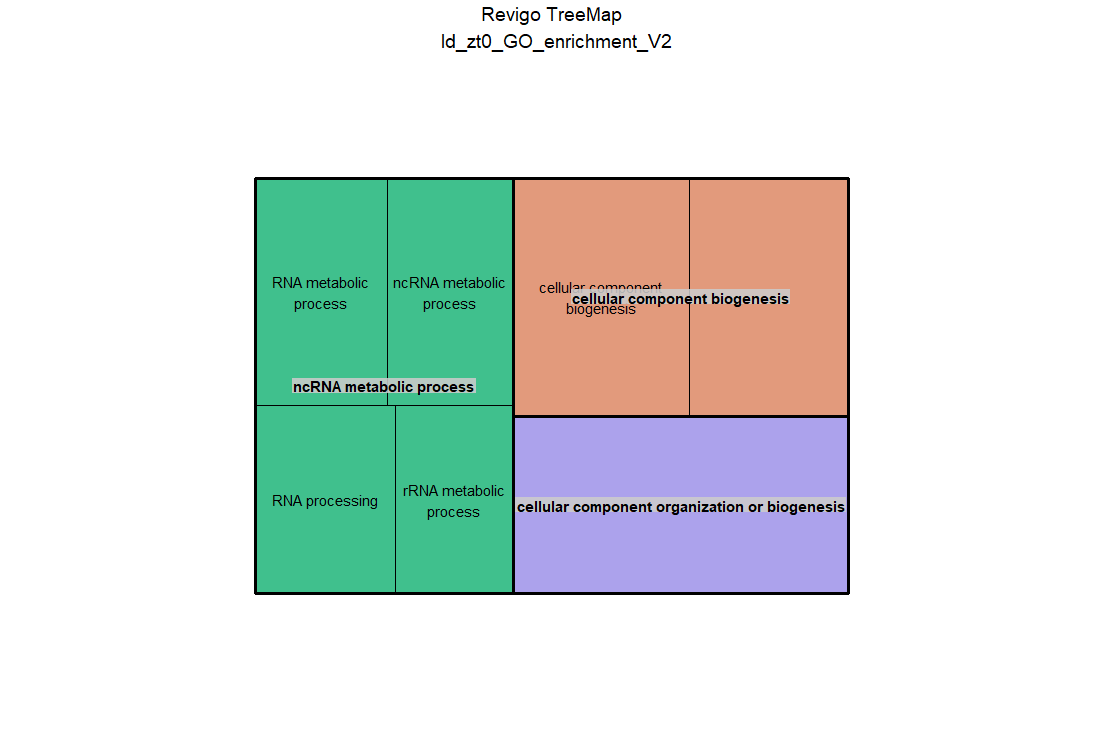 Revigo TreeMap
ld_zt0_GO_enrichment_V2
RNA metabolic
process
ncRNA metabolic
process
ncRNA metabolic process
RNA processing
rRNA metabolic
process
cellular component
biogenesis
cellular component biogenesis
cellular component organization or biogenesis